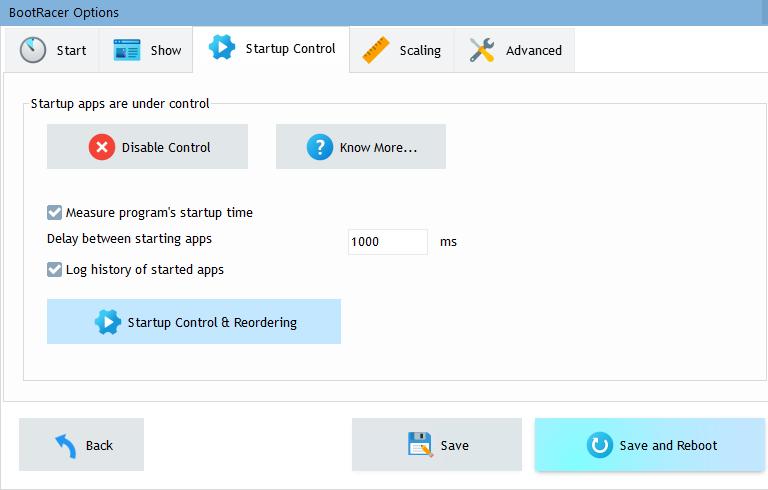 BootRacer Options
Start
Show
Startup Control
Scaling
Advanced
Startup apps are under control
Disable Control
Know More...
Measure program's startup time
Delay between starting apps
1000
ms
Log history of started apps
Startup Control & Reordering
Back
Save
Save and Reboot